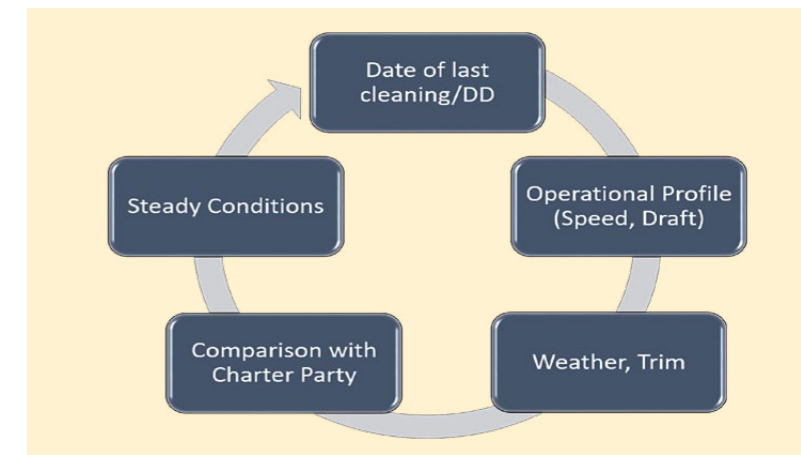 Date of last
cleaning/DD
Operational Profile
(Speed, Draft)
Weather, Trim
Comparison with
Charter Party
Steady Conditions